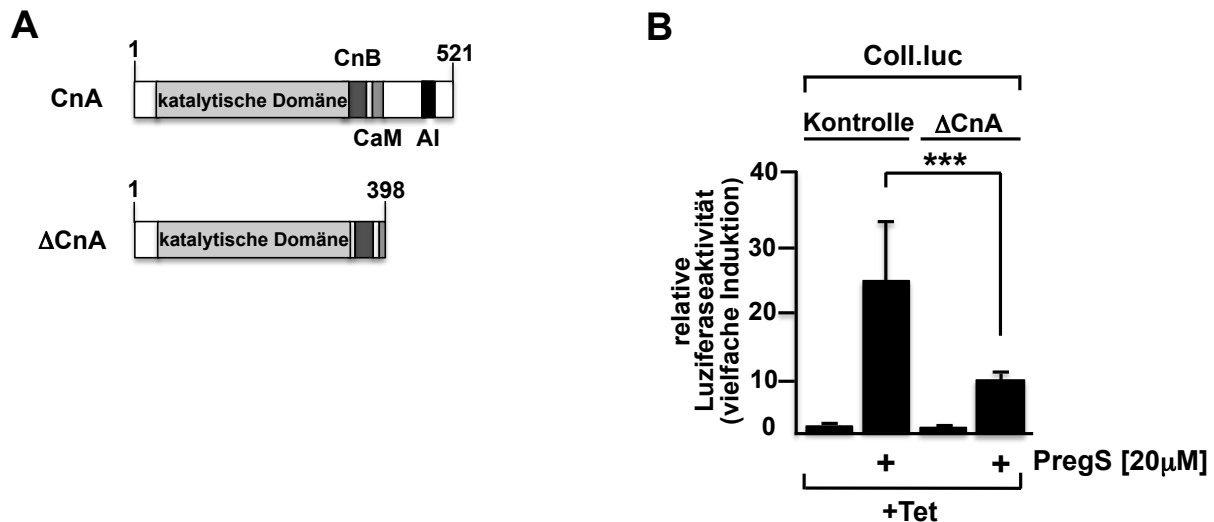 A
1
521
CnB
CnA
katalytische Domäne
CaM AI
1
398
ΔCnA
katalytische Domäne
B
Coll.luc
Kontrolle ΔCnA
***
relative
Luziferaseaktivität
(vielfache Induktion)
40
30
20
10
0
+ + PregS [20µM]
+Tet